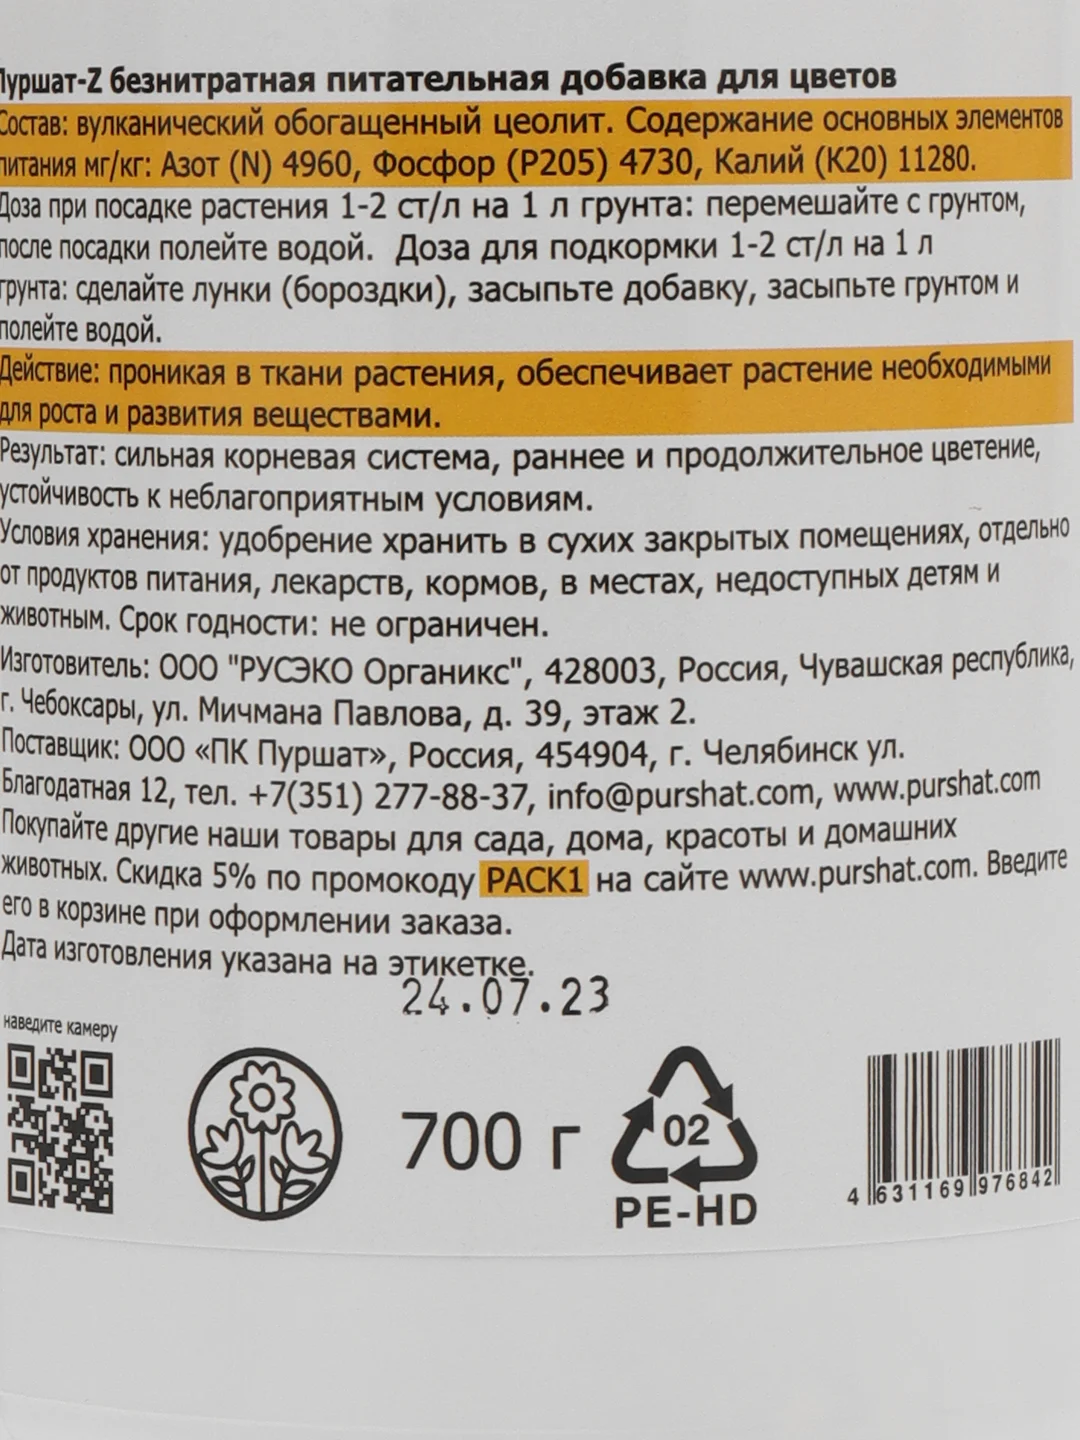 Пуршат-Z безнитратная питательная добавка для цветов
Состав: вулканический обогащенный цеолит. Содержание основных элементов
питания мг/кг: Азот (N) 4960, Фосфор (P205) 4730, Калий (K20) 11280.
Доза при посадке растения 1-2 ст/л на 1 л грунта: перемешайте с грунтом,
после посадки полейте водой. Доза для подкормки 1-2 ст/л на 1 л
грунта: сделайте лунки (бороздки), засыпьте добавку, засыпьте грунтом и
полейте водой.
Действие: проникая в ткани растения, обеспечивает растение необходимыми
для роста и развития веществами.
Результат: сильная корневая система, раннее и продолжительное цветение,
устойчивость к неблагоприятным условиям.
Условия хранения: удобрение хранить в сухих закрытых помещениях, отдельно
от продуктов питания, лекарств, кормов, в местах, недоступных детям и
животным. Срок годности: не ограничен.
Изготовитель: ООО "РУСЭКО Органикс", 428003, Россия, Чувашская республика,
г. Чебоксары, ул. Мичмана Павлова, д. 39, этаж 2.
Поставщик: ООО «ПК Пуршат», Россия, 454904, г. Челябинск ул.
Благодатная 12, тел. +7(351) 277-88-37, info@purshat.com, www.purshat.com
Покупайте другие наши товары для сада, дома, красоты и домашних
животных. Скидка 5% по промокоду PACK1 на сайте www.purshat.com. Введите
его в корзине при оформлении заказа.
Дата изготовления указана на этикетке.
24.07.23
наведите камеру
700 г
02
PE-HD
4 631169 976842